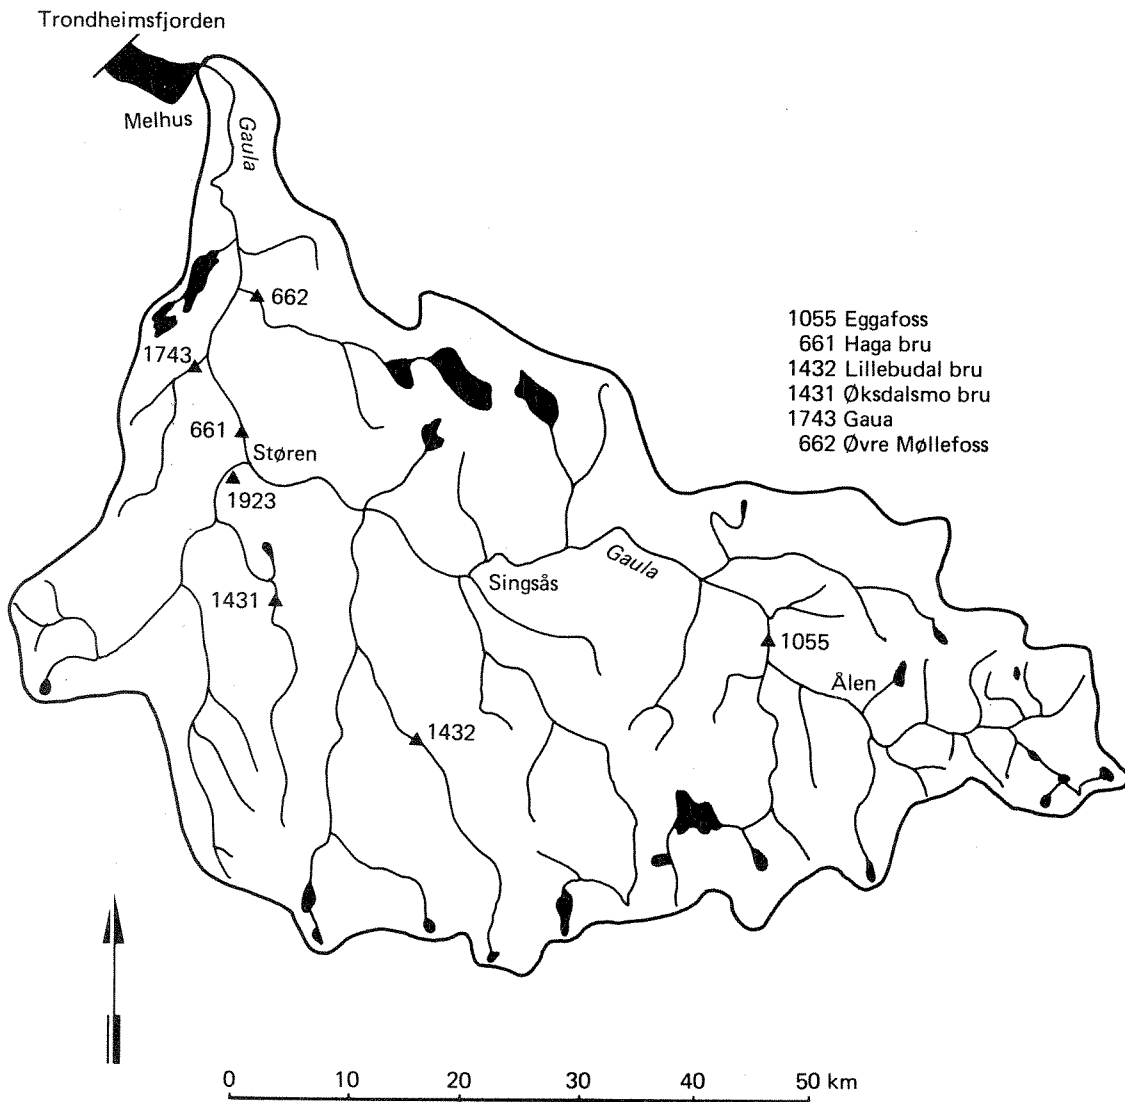 Trondheimsfjorden
Melhus
Gaula
662
1743
661
Støren
1923
1431
Singsås
Gaula
1055
Ålen
1432
1055 Eggafoss
661 Haga bru
1432 Lillebudal bru
1431 Øksdalsmo bru
1743 Gaua
662 Øvre Møllefoss
0 10 20 30 40 50 km